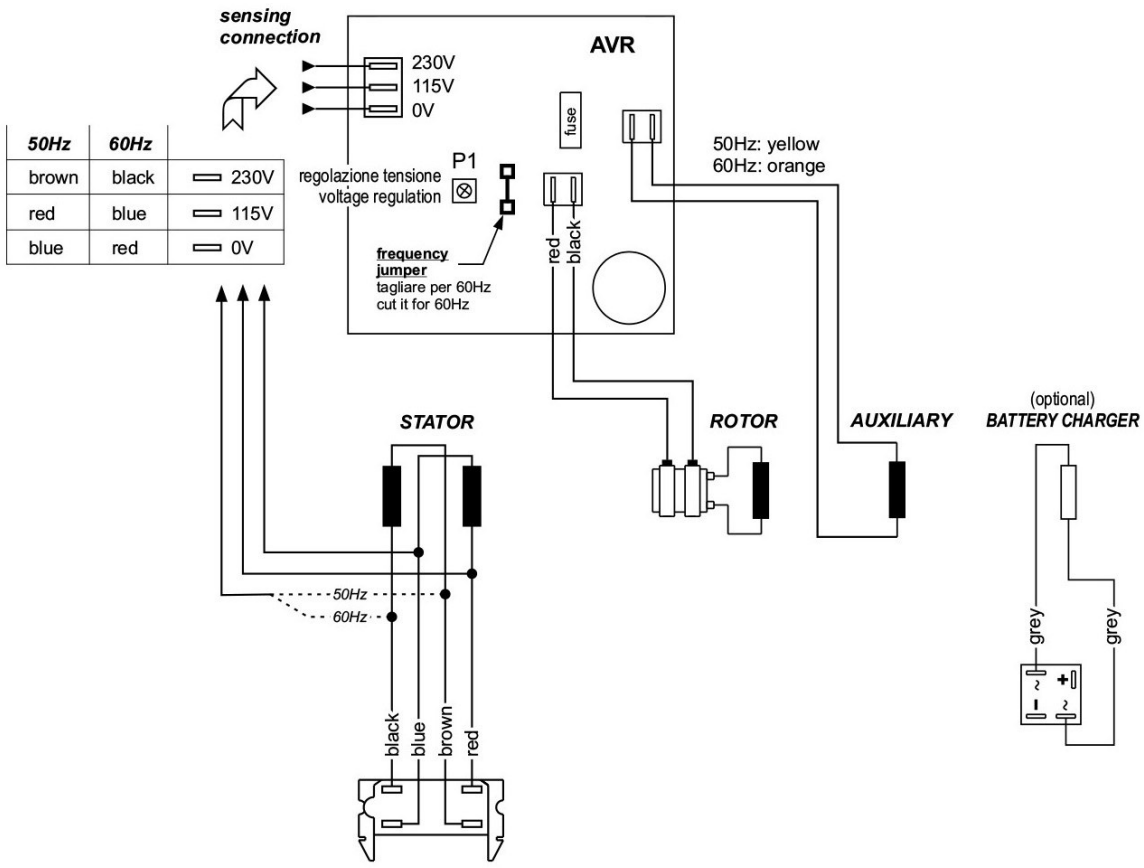 sensing
connection
AVR
230V
115V
0V
fuse
P1
regolazione tensione
voltage regulation
frequency
jumper
tagliare per 60Hz
cut it for 60Hz
red
black
50Hz: yellow
60Hz: orange
50Hz 60Hz
brown black 230V
red blue 115V
blue red 0V
STATOR
ROTOR
AUXILIARY
(optional)
BATTERY CHARGER
50Hz
60Hz
black
blue
brown
red
grey
grey
~ +
– ~